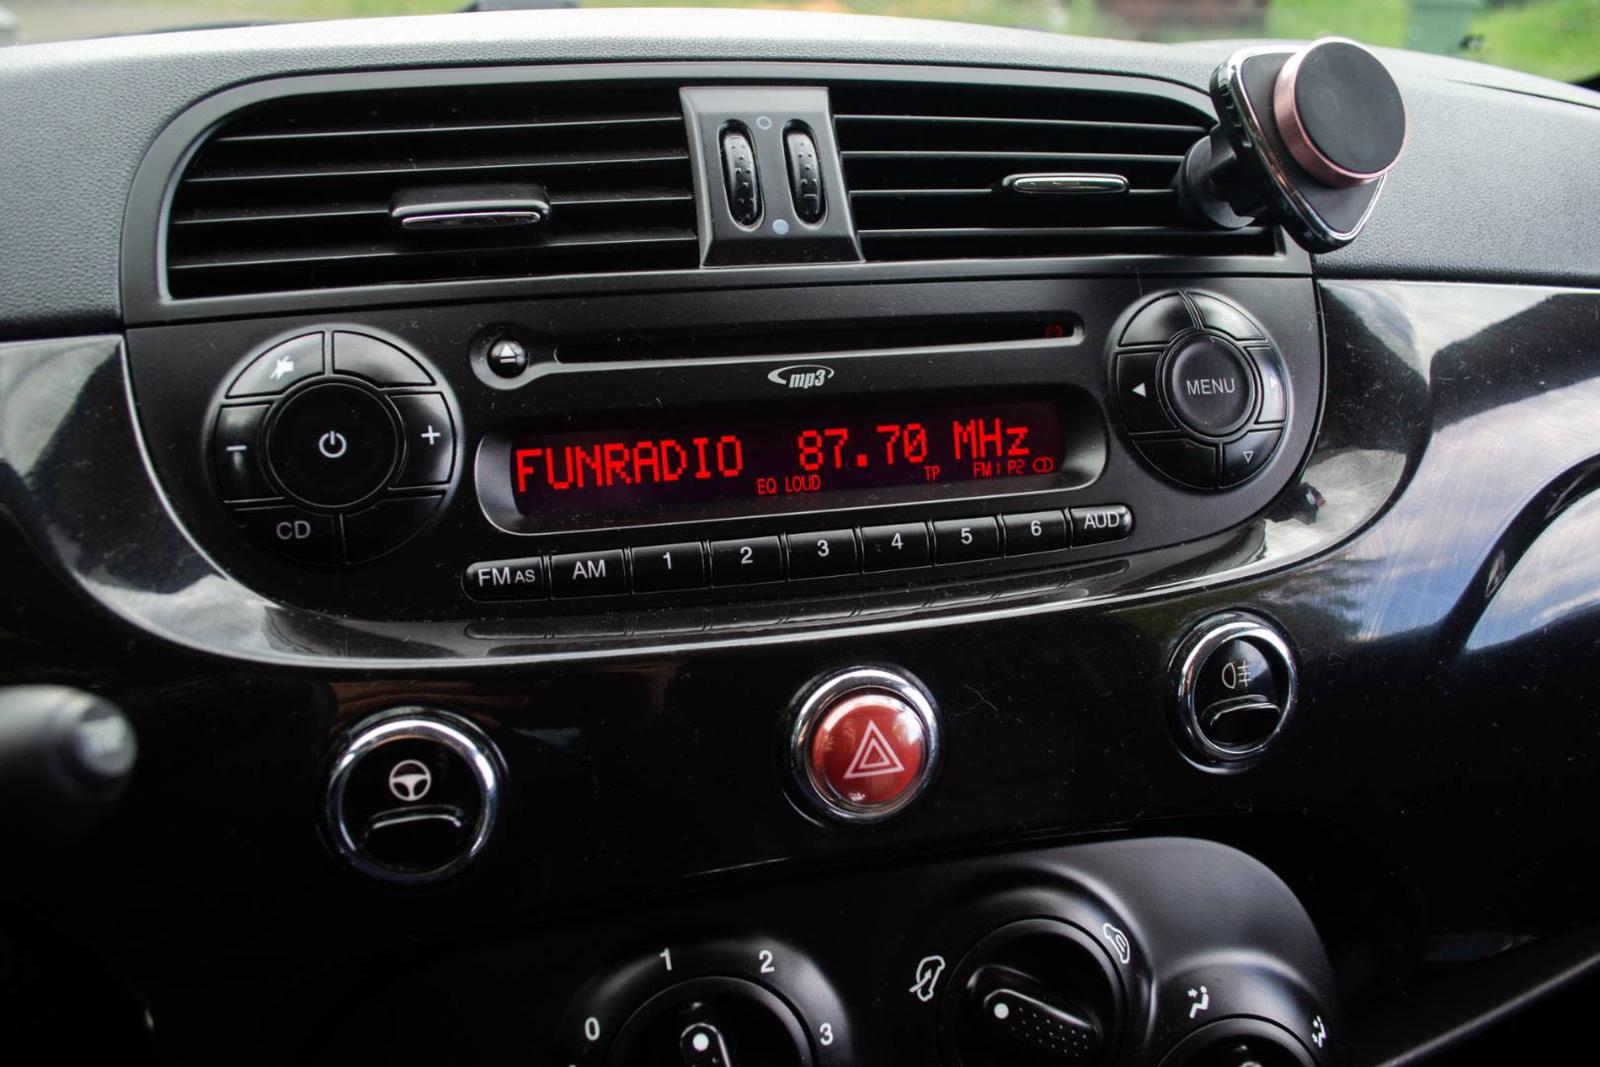 mp3
MENU
FUNRADIO 87.70 MHz
EQ LOUD TP FM1 P2
CD
FM AS AM 1 2 3 4 5 6 AUD
1 2
0 3